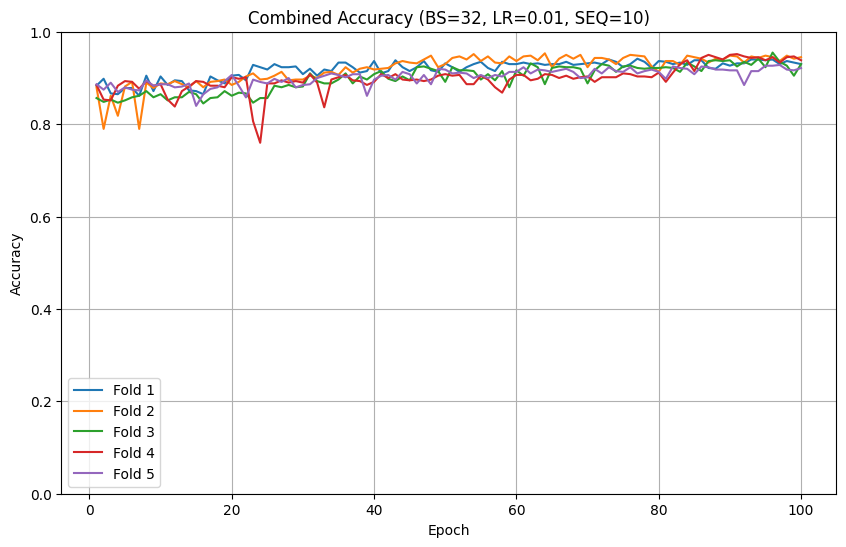 Combined Accuracy (BS=32, LR=0.01, SEQ=10)
1.0
0.8
0.6
0.4
0.2
0.0
Accuracy
Fold 1
Fold 2
Fold 3
Fold 4
Fold 5
0 20 40 60 80 100
Epoch